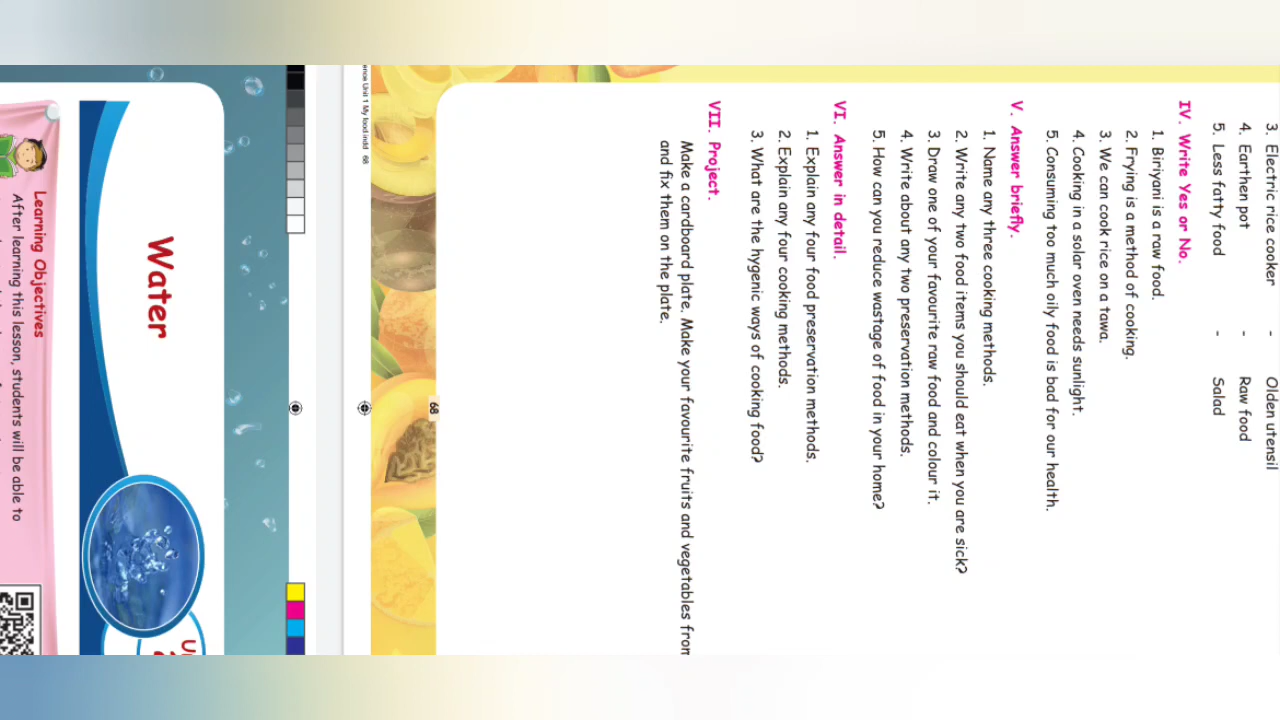 3. Electric rice cooker - Olden utensil
4. Earthen pot - Raw food
5. Less fatty food - Salad
IV. Write Yes or No.
1. Biriyani is a raw food.
2. Frying is a method of cooking.
3. We can cook rice on a tawa.
4. Cooking in a solar oven needs sunlight.
5. Consuming too much oily food is bad for our health.
V. Answer briefly.
1. Name any three cooking methods.
2. Write any two food items you should eat when you are sick?
3. Draw one of your favourite raw food and colour it.
4. Write about any two preservation methods.
5. How can you reduce wastage of food in your home?
VI. Answer in detail.
1. Explain any four food preservation methods.
2. Explain any four cooking methods.
3. What are the hygenic ways of cooking food?
VII. Project.
Make a cardboard plate. Make your favourite fruits and vegetables from
and fix them on the plate.
68
Unit 1 My food.indd 68
Water
Learning Objectives
After learning this lesson, students will be able to